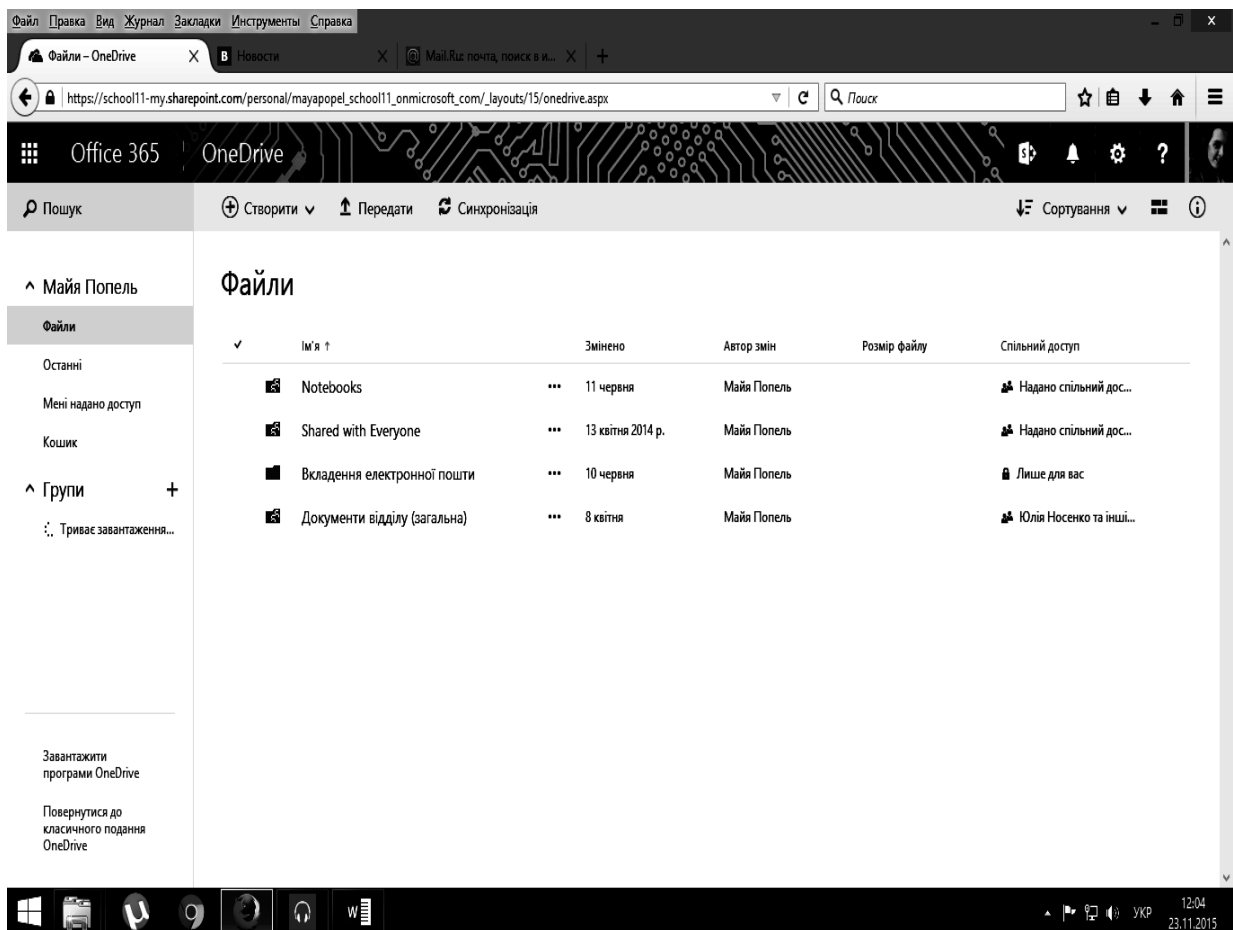 Файл Правка Вид Журнал Закладки Инструменты Справка
Файли – OneDrive
Новости
Mail.Ru: почта, поиск в и...
https://school11-my.sharepoint.com/personal/mayapopel_school11_onmicrosoft_com/_layouts/15/onedrive.aspx
Поиск
Office 365
OneDrive
Пошук
Створити
Передати
Синхронізація
Сортування
Майя Попель
Файли
Останні
Мені надано доступ
Кошик
Групи
Триває завантаження...
Завантажити
програми OneDrive
Повернутися до
класичного подання
OneDrive
Файли
Ім'я ↑ Змінено Автор змін Розмір файлу Спільний доступ
Notebooks ... 11 червня Майя Попель Надано спільний дос...
Shared with Everyone ... 13 квітня 2014 р. Майя Попель Надано спільний дос...
Вкладення електронної пошти ... 10 червня Майя Попель Лише для вас
Документи відділу (загальна) ... 8 квітня Майя Попель Юлія Носенко та інші...
УКР
12:04
23.11.2015